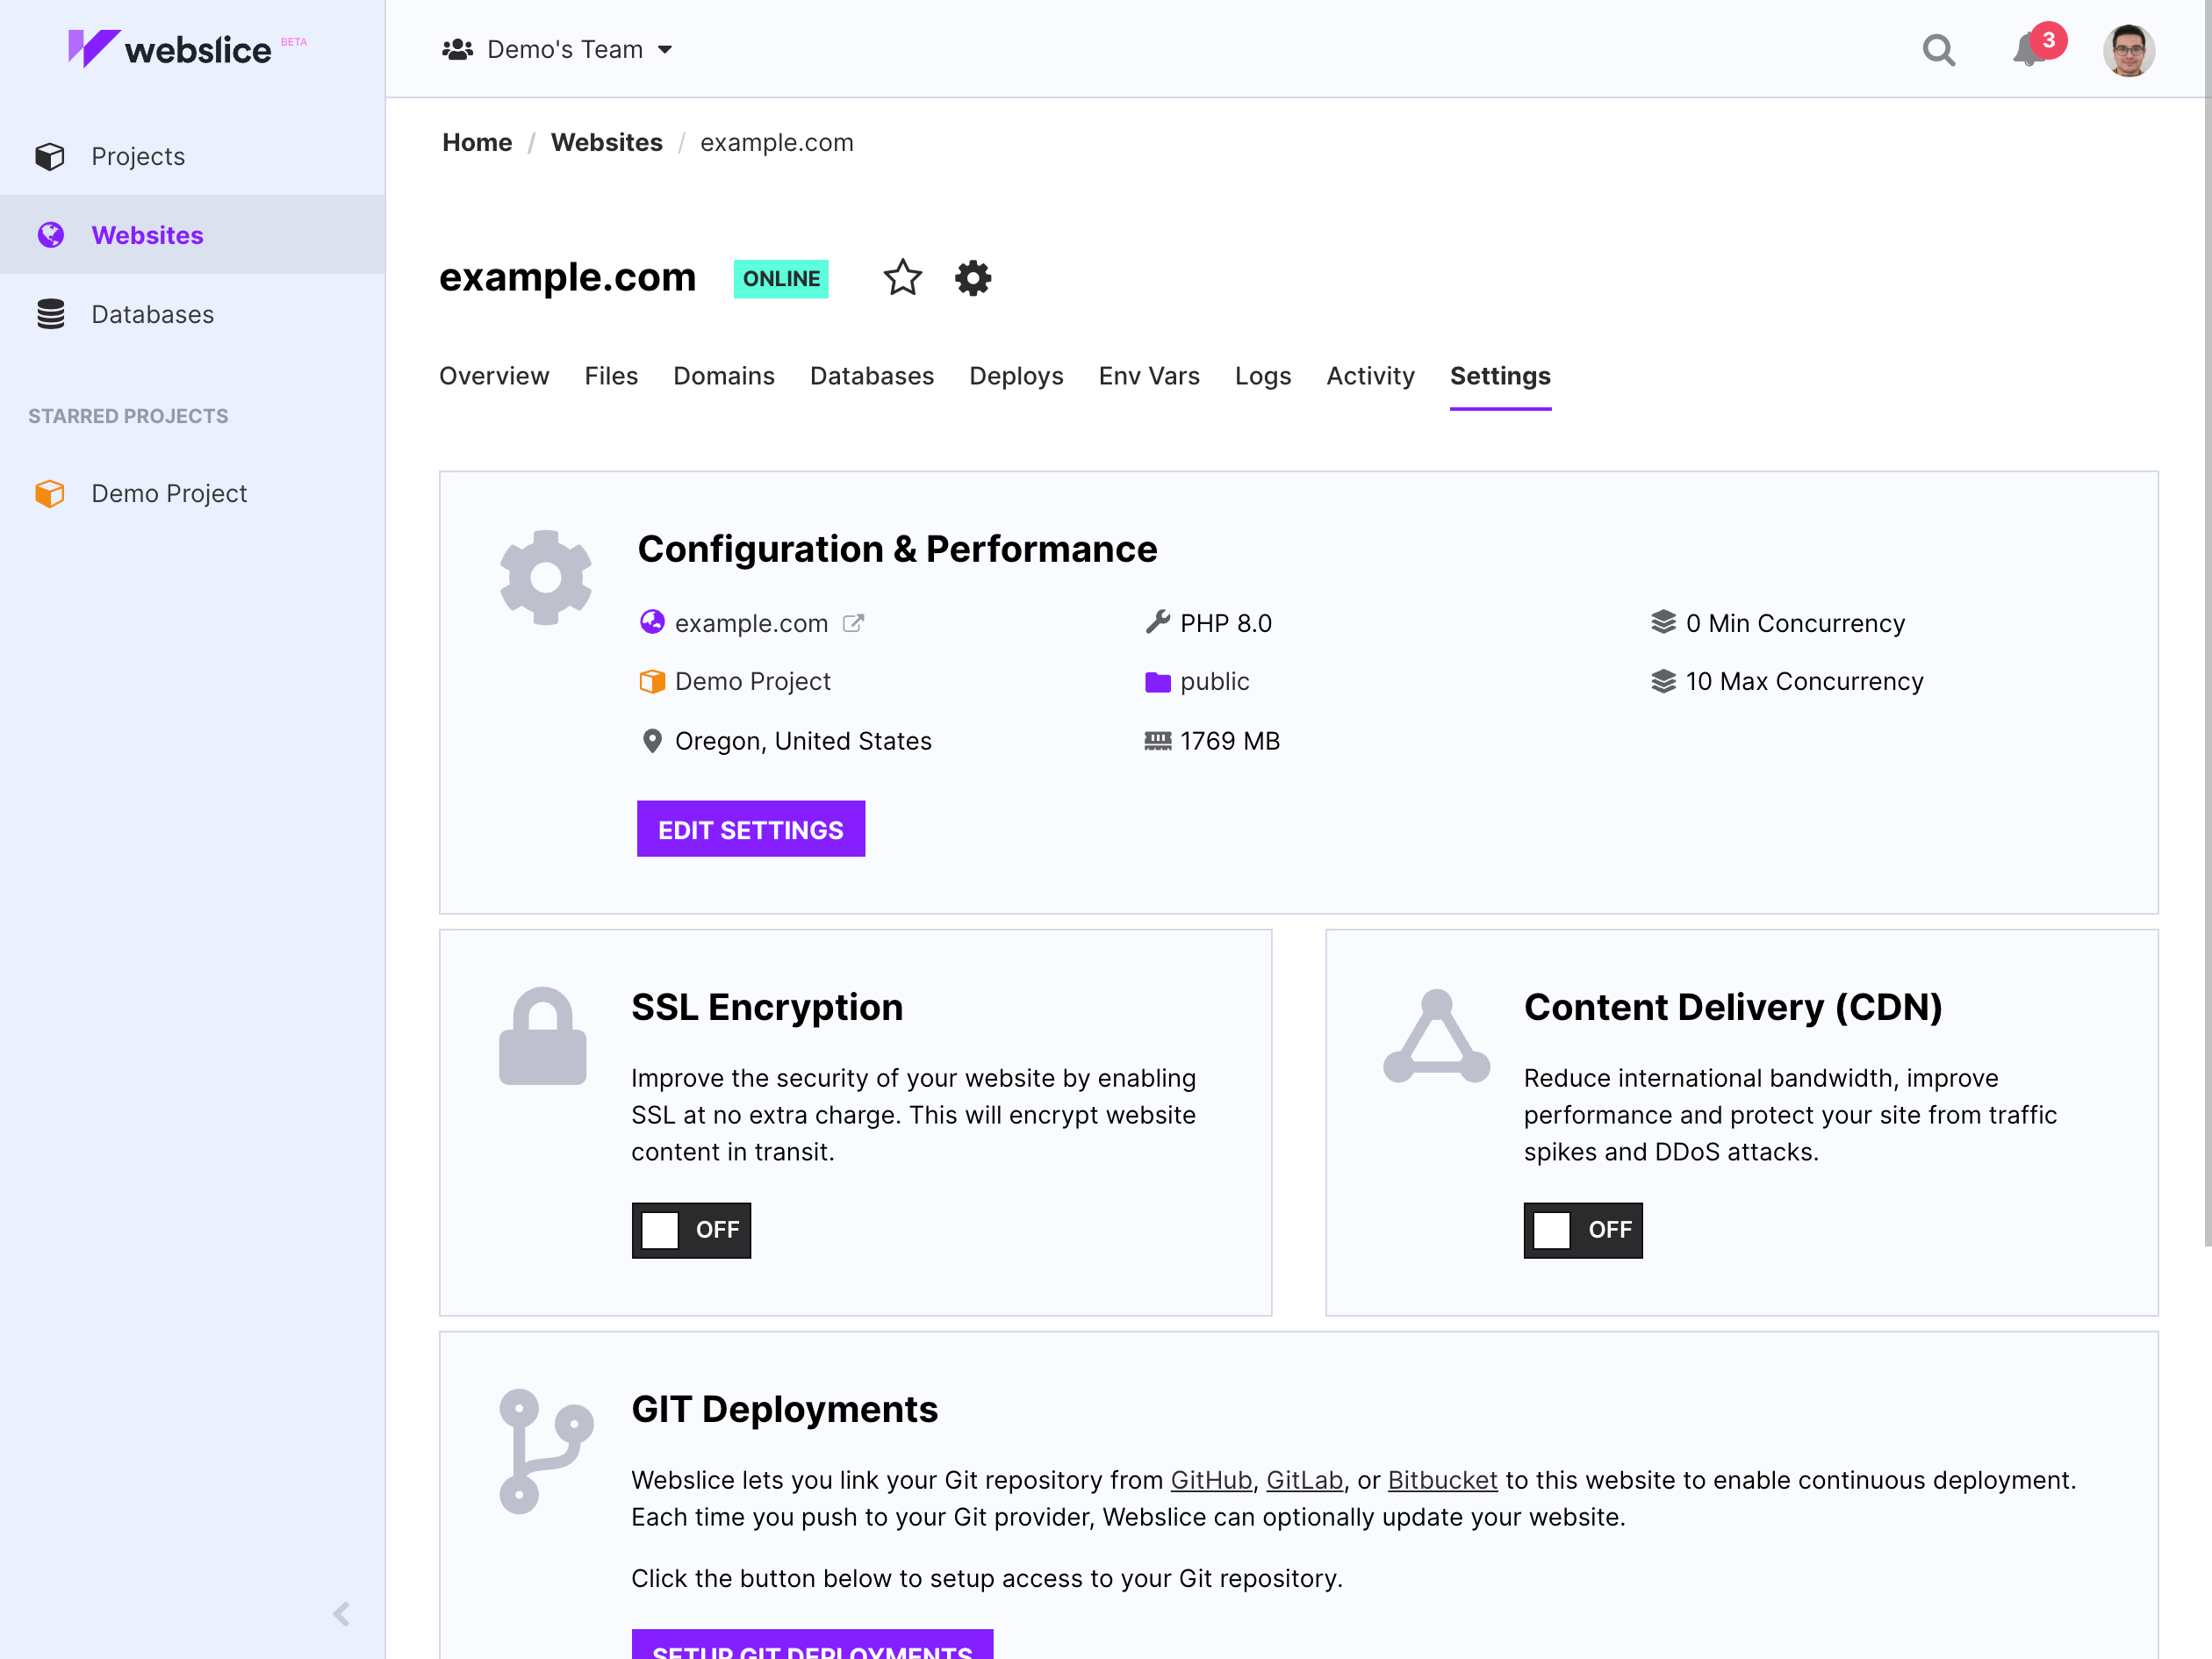 webslice BETA
Demo's Team
3
Projects
Websites
Databases
STARRED PROJECTS
Demo Project
Home / Websites / example.com
example.com ONLINE
Overview Files Domains Databases Deploys Env Vars Logs Activity Settings
Configuration & Performance
example.com PHP 8.0 0 Min Concurrency
Demo Project public 10 Max Concurrency
Oregon, United States 1769 MB
EDIT SETTINGS
SSL Encryption
Improve the security of your website by enabling
SSL at no extra charge. This will encrypt website
content in transit.
OFF
Content Delivery (CDN)
Reduce international bandwidth, improve
performance and protect your site from traffic
spikes and DDoS attacks.
OFF
GIT Deployments
Webslice lets you link your Git repository from GitHub, GitLab, or Bitbucket to this website to enable continuous deployment.
Each time you push to your Git provider, Webslice can optionally update your website.
Click the button below to setup access to your Git repository.
SETUP GIT DEPLOYMENTS